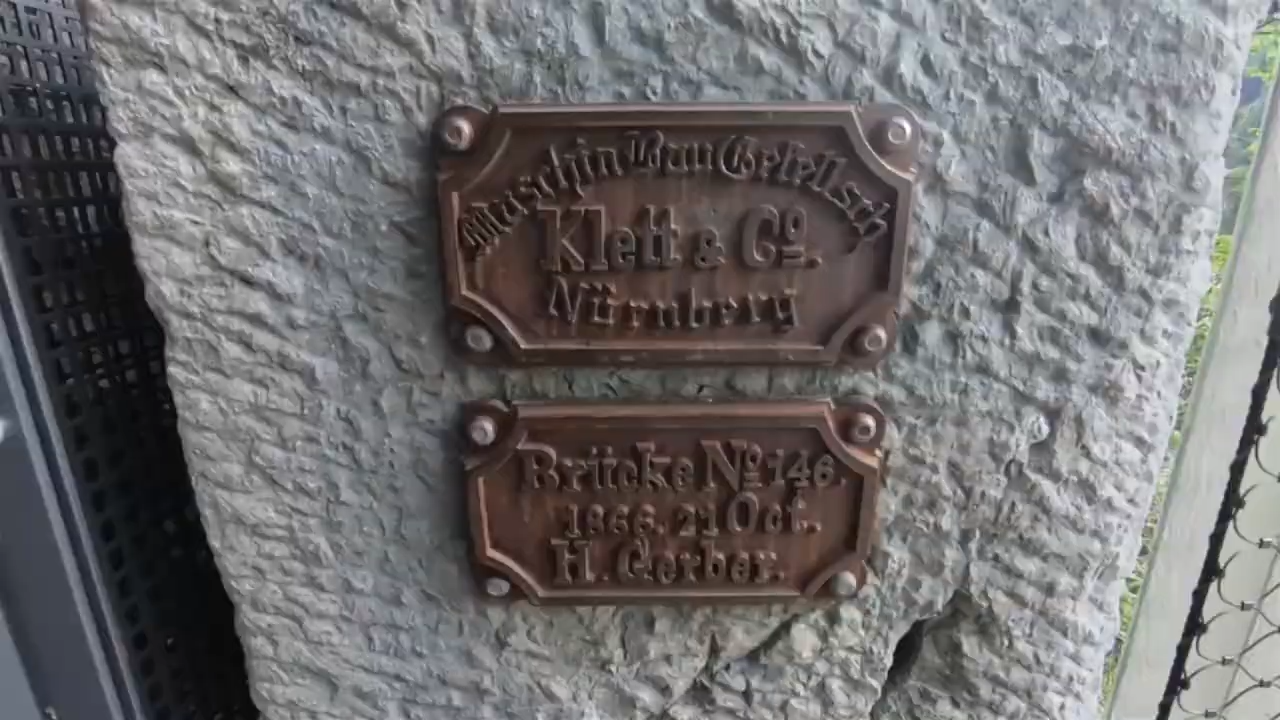 Maschin Bau Gesellsch
Klett & Cº.
Nürnberg
Brücke Nº 146.
1866. 21 Oct.
H. Gerber.